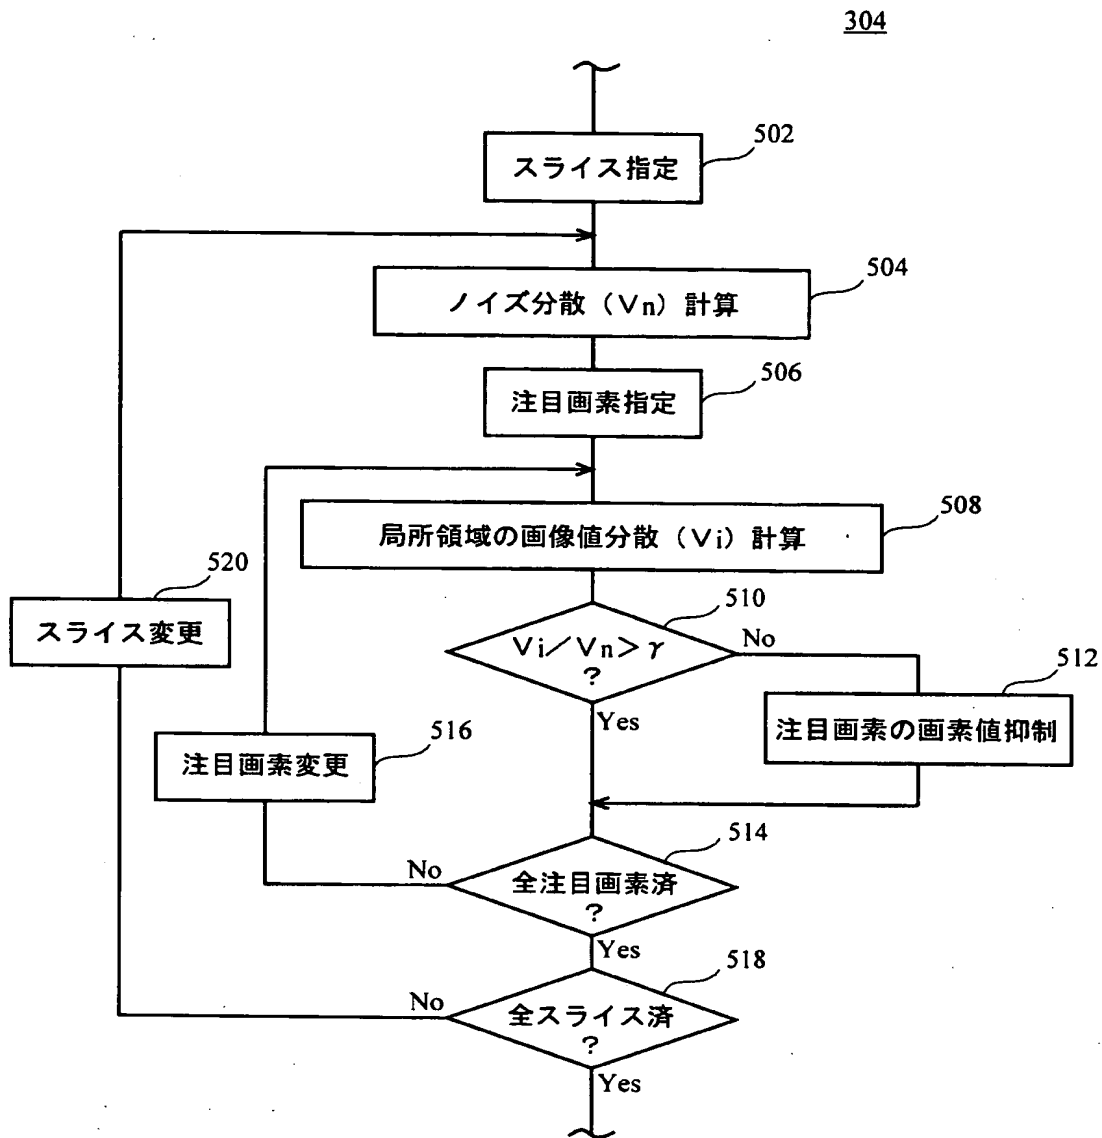 304
502
スライス指定
504
ノイズ分散（Vn）計算
506
注目画素指定
508
局所領域の画像値分散（Vi）計算
520
スライス変更
510
Vi／Vn＞γ
？
No
Yes
512
注目画素の画素値抑制
516
注目画素変更
514
全注目画素済
？
No
Yes
518
全スライス済
？
No
Yes